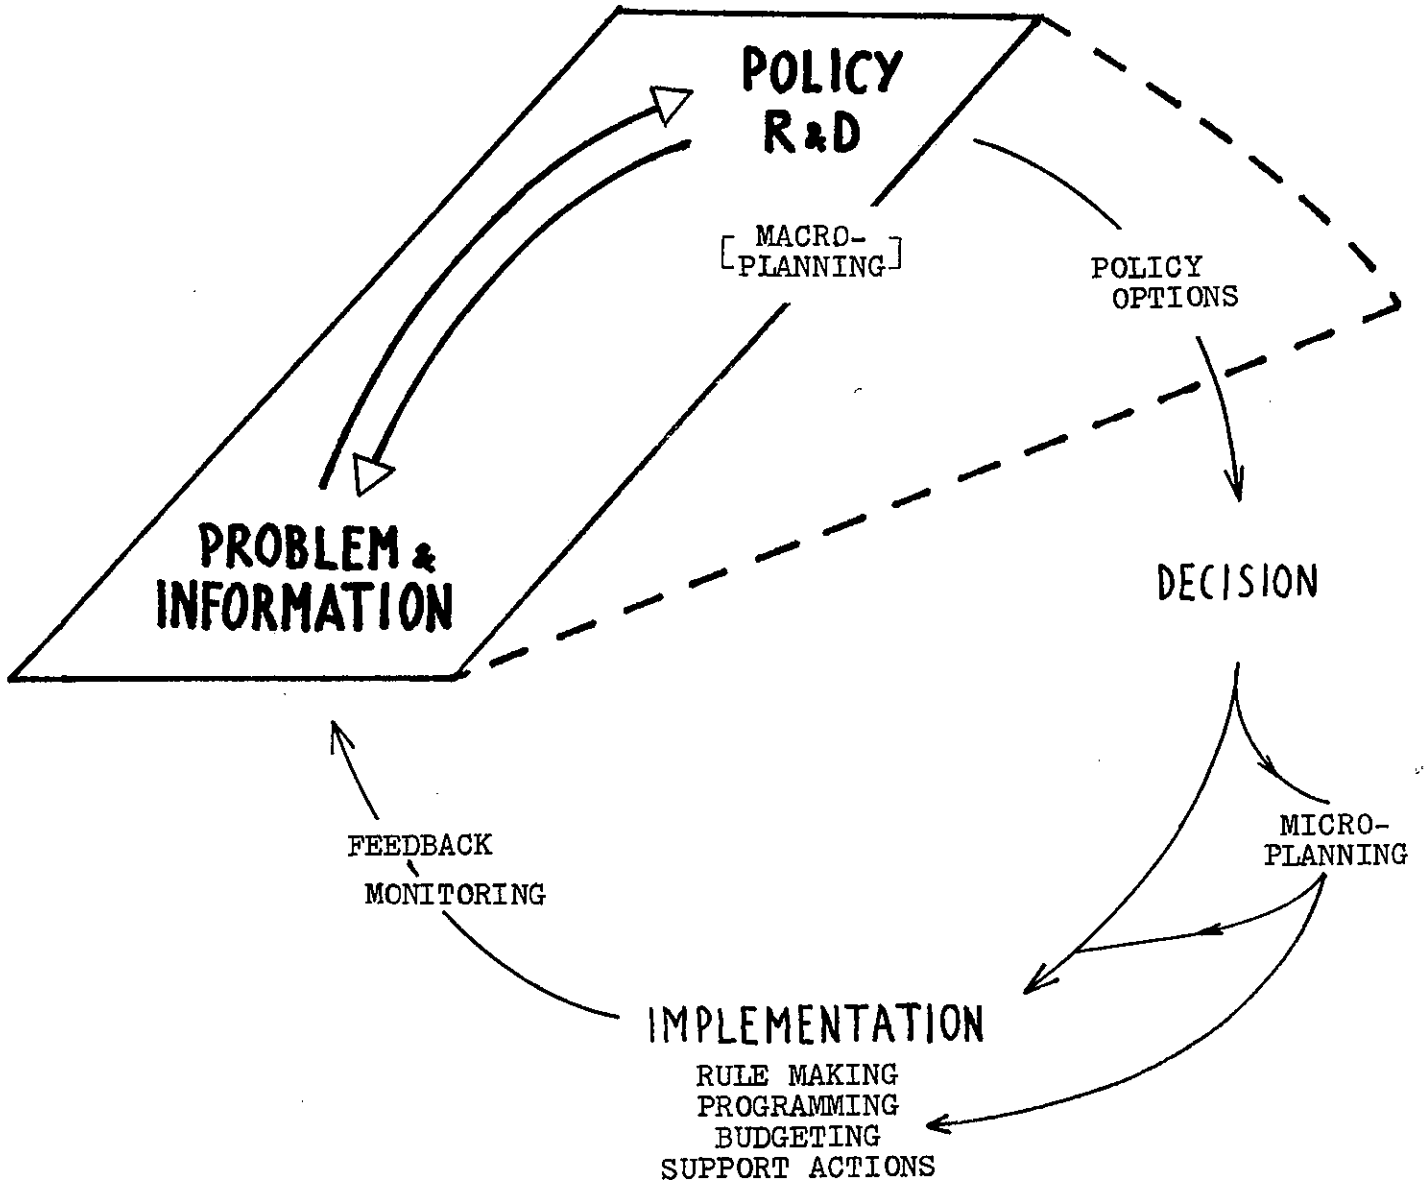 POLICY
R & D
[MACRO-
PLANNING]
POLICY
OPTIONS
PROBLEM &
INFORMATION
DECISION
MICRO-
PLANNING
FEEDBACK
MONITORING
IMPLEMENTATION
RULE MAKING
PROGRAMMING
BUDGETING
SUPPORT ACTIONS